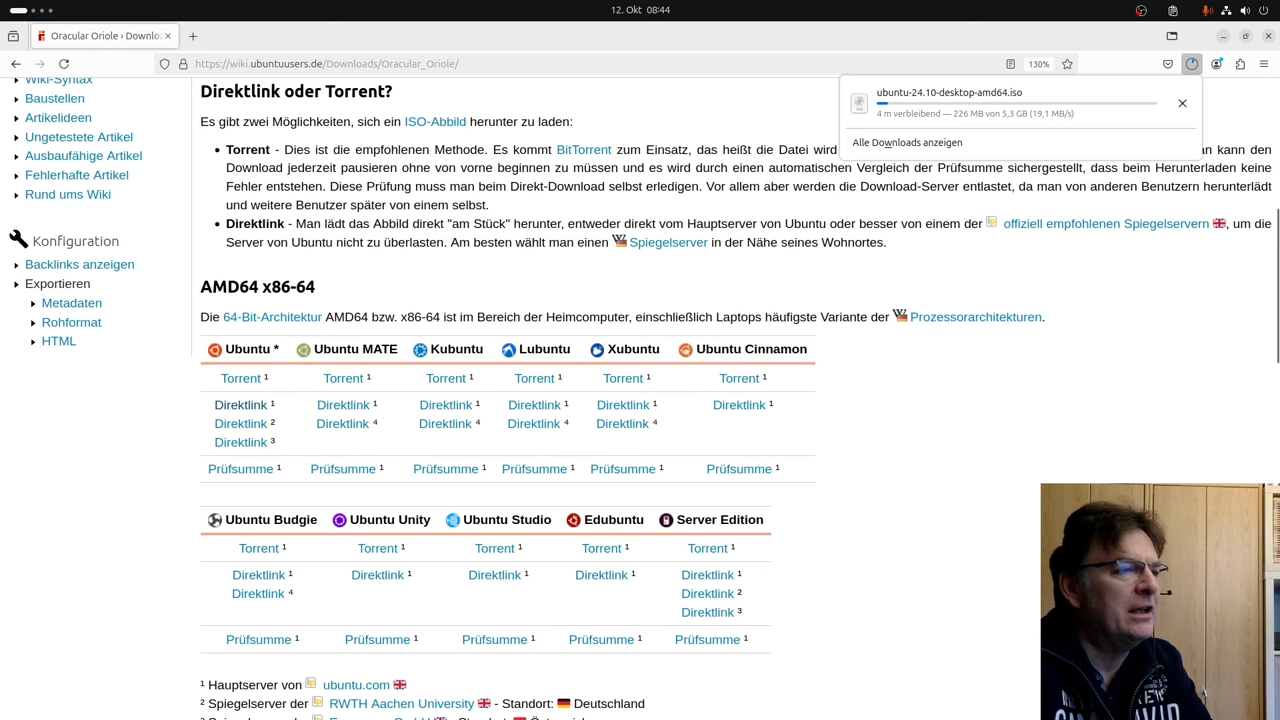 12. Okt 08:44
Oracular Oriole › Downlo
https://wiki.ubuntuusers.de/Downloads/Oracular_Oriole/
130%
ubuntu-24.10-desktop-amd64.iso
4 m verbleibend — 226 MB von 5,3 GB (19,1 MB/s)
Alle Downloads anzeigen
Wiki-Syntax
Baustellen
Artikelideen
Ungetestete Artikel
Ausbaufähige Artikel
Fehlerhafte Artikel
Rund ums Wiki
Konfiguration
Backlinks anzeigen
Exportieren
Metadaten
Rohformat
HTML
Direktlink oder Torrent?
Es gibt zwei Möglichkeiten, sich ein ISO-Abbild herunter zu laden:
Torrent - Dies ist die empfohlenen Methode. Es kommt BitTorrent zum Einsatz, das heißt die Datei wird
an kann den
Download jederzeit pausieren ohne von vorne beginnen zu müssen und es wird durch einen automatischen Vergleich der Prüfsumme sichergestellt, dass beim Herunterladen keine
Fehler entstehen. Diese Prüfung muss man beim Direkt-Download selbst erledigen. Vor allem aber werden die Download-Server entlastet, da man von anderen Benutzern herunterlädt
und weitere Benutzer später von einem selbst.
Direktlink - Man lädt das Abbild direkt "am Stück" herunter, entweder direkt vom Hauptserver von Ubuntu oder besser von einem der offiziell empfohlenen Spiegelservern, um die
Server von Ubuntu nicht zu überlasten. Am besten wählt man einen Spiegelserver in der Nähe seines Wohnortes.
AMD64 x86-64
Die 64-Bit-Architektur AMD64 bzw. x86-64 ist im Bereich der Heimcomputer, einschließlich Laptops häufigste Variante der Prozessorarchitekturen.
Ubuntu * Ubuntu MATE Kubuntu Lubuntu Xubuntu Ubuntu Cinnamon
Torrent ¹ Torrent ¹ Torrent ¹ Torrent ¹ Torrent ¹ Torrent ¹
Direktlink ¹ Direktlink ¹ Direktlink ¹ Direktlink ¹ Direktlink ¹ Direktlink ¹
Direktlink ² Direktlink ⁴ Direktlink ⁴ Direktlink ⁴ Direktlink ⁴
Direktlink ³
Prüfsumme ¹ Prüfsumme ¹ Prüfsumme ¹ Prüfsumme ¹ Prüfsumme ¹ Prüfsumme ¹
Ubuntu Budgie Ubuntu Unity Ubuntu Studio Edubuntu Server Edition
Torrent ¹ Torrent ¹ Torrent ¹ Torrent ¹ Torrent ¹
Direktlink ¹ Direktlink ¹ Direktlink ¹ Direktlink ¹ Direktlink ¹
Direktlink ⁴ Direktlink ²
Direktlink ³
Prüfsumme ¹ Prüfsumme ¹ Prüfsumme ¹ Prüfsumme ¹ Prüfsumme ¹
¹ Hauptserver von ubuntu.com
² Spiegelserver der RWTH Aachen University - Standort: Deutschland